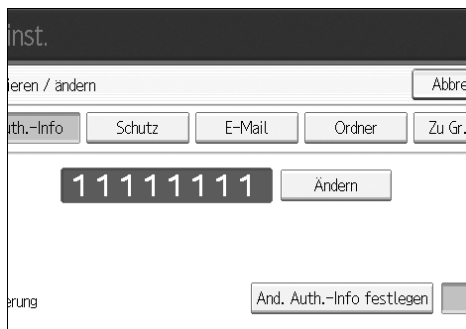 inst.
ieren / ändern Abbre
uth.-Info Schutz E-Mail Ordner Zu Gr.
11111111 Ändern
erung And. Auth.-Info festlegen